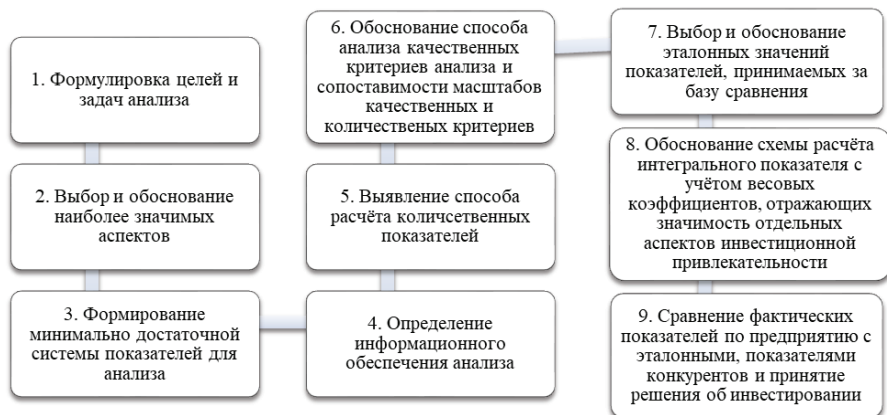 1. Формулировка целей и
задач анализа
2. Выбор и обоснование
наиболее значимых
аспектов
3. Формирование
минимально достаточной
системы показателей для
анализа
4. Определение
информационного
обеспечения анализа
5. Выявление способа
расчёта количсетвенных
показателей
6. Обоснование способа
анализа качественных
критериев анализа и
сопоставимости масштабов
качественных и
количественых критериев
7. Выбор и обоснование
эталонных значений
показателей, принимаемых за
базу сравнения
8. Обоснование схемы расчёта
интегрального показателя с
учётом весовых
коэффициентов, отражающих
значимость отдельных
аспектов инвестиционной
привлекательности
9. Сравнение фактических
показателей по предприятию с
эталонными, показателями
конкурентов и принятие
решения об инвестировании